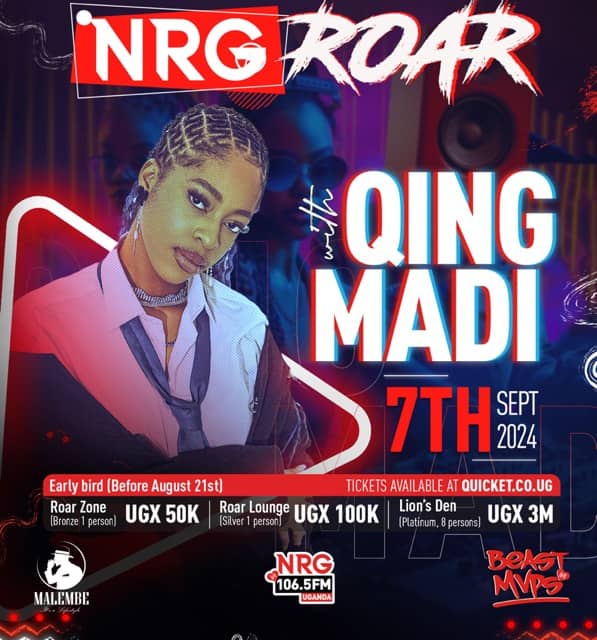 NRG ROAR
with
QING
MADI
7TH SEPT
2024
Early bird (Before August 21st) TICKETS AVAILABLE AT QUICKET.CO.UG
Roar Zone
(Bronze 1 person)
UGX 50K
Roar Lounge
(Silver 1 person)
UGX 100K
Lion's Den
(Platinum, 8 persons)
UGX 3M
MALEMBE
NRG
106.5FM
UGANDA
BEAST
MVPS